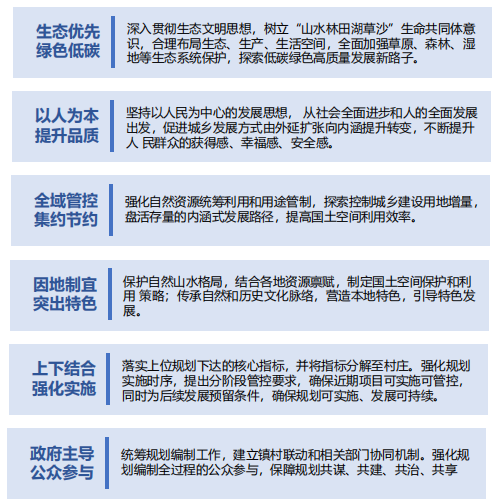 生态优先
绿色低碳
深入贯彻生态文明思想，树立“山水林田湖草沙”生命共同体意
识，合理布局生态、生产、生活空间，全面加强草原、森林、湿
地等生态系统保护，探索低碳绿色高质量发展新路子。
以人为本
提升品质
坚持以人民为中心的发展思想， 从社会全面进步和人的全面发展
出发，促进城乡发展方式由外延扩张向内涵提升转变，不断提升
人 民群众的获得感、幸福感、安全感。
全域管控
集约节约
强化自然资源统筹利用和用途管制，探索控制城乡建设用地增量，
盘活存量的内涵式发展路径，提高国土空间利用效率。
因地制宜
突出特色
保护自然山水格局，结合各地资源禀赋，制定国土空间保护和利
用 策略；传承自然和历史文化脉络，营造本地特色，引导特色发
展。
上下结合
强化实施
落实上位规划下达的核心指标，并将指标分解至村庄。强化规划
实施时序，提出分阶段管控要求，确保近期项目可实施可管控，
同时为后续发展预留条件，确保规划可实施、发展可持续。
政府主导
公众参与
统筹规划编制工作，建立镇村联动和相关部门协同机制。强化规
划编制全过程的公众参与，保障规划共谋、共建、共治、共享